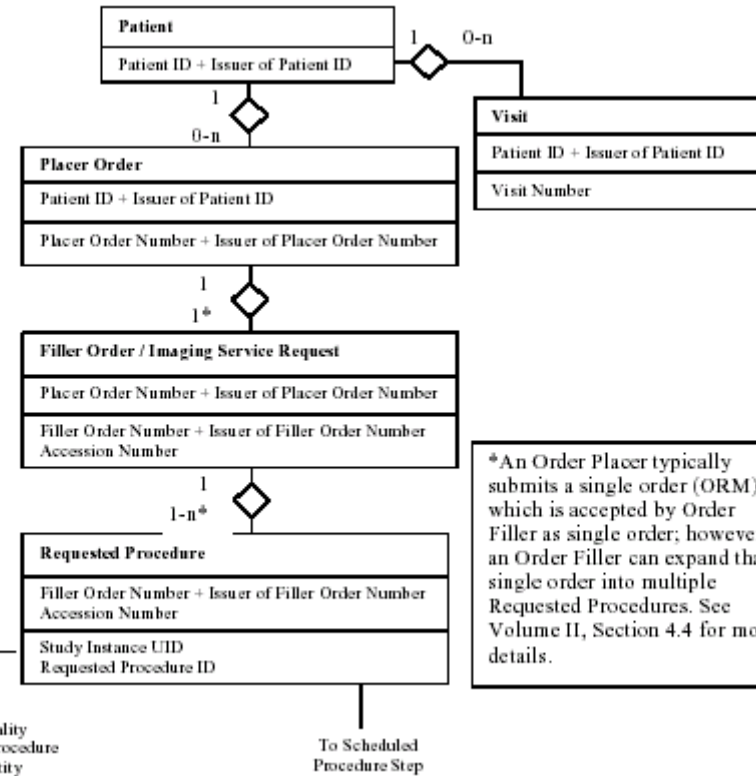 Patient
Patient ID + Issuer of Patient ID
1
0-n
1
0-n
Visit
Patient ID + Issuer of Patient ID
Visit Number
Placer Order
Patient ID + Issuer of Patient ID
Placer Order Number + Issuer of Placer Order Number
1
1*
Filler Order / Imaging Service Request
Placer Order Number + Issuer of Placer Order Number
Filler Order Number + Issuer of Filler Order Number
Accession Number
1
1-n*
Requested Procedure
Filler Order Number + Issuer of Filler Order Number
Accession Number
Study Instance UID
Requested Procedure ID
*An Order Placer typically
submits a single order (ORM)
which is accepted by Order
Filler as single order;
an Order Filler can expand
single order into multiple
Requested Procedures. See
Volume II, Section 4.4 for
details.
To Scheduled
Procedure Step